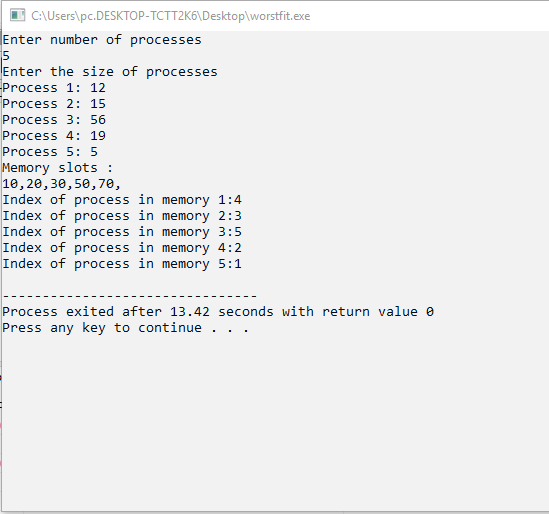 C:\Users\pc.DESKTOP-TCTT2K6\Desktop\worstfit.exe
Enter number of processes
5
Enter the size of processes
Process 1: 12
Process 2: 15
Process 3: 56
Process 4: 19
Process 5: 5
Memory slots :
10,20,30,50,70,
Index of process in memory 1:4
Index of process in memory 2:3
Index of process in memory 3:5
Index of process in memory 4:2
Index of process in memory 5:1
--------------------------------
Process exited after 13.42 seconds with return value 0
Press any key to continue . . .